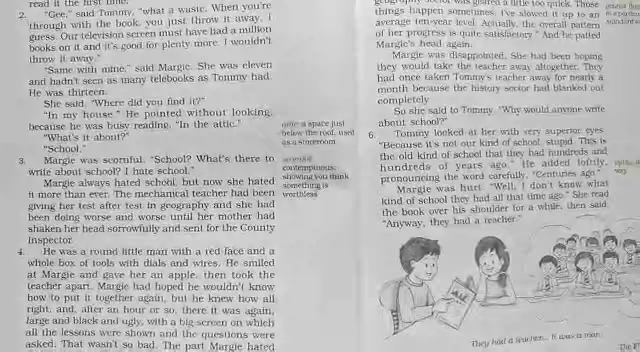 read it the first time.
2. "Gee," said Tommy, "what a waste. When you're
through with the book, you just throw it away, I
guess. Our television screen must have had a million
books on it and it's good for plenty more. I wouldn't
throw it away."
"Same with mine," said Margie. She was eleven
and hadn't seen as many telebooks as Tommy had.
He was thirteen.
She said, "Where did you find it?"
"In my house." He pointed without looking,
because he was busy reading. "In the attic."
"What's it about?"
"School."
3. Margie was scornful. "School? What's there to
write about school? I hate school."
Margie always hated school, but now she hated
it more than ever. The mechanical teacher had been
giving her test after test in geography and she had
been doing worse and worse until her mother had
shaken her head sorrowfully and sent for the County
Inspector.
4. He was a round little man with a red face and a
whole box of tools with dials and wires. He smiled
at Margie and gave her an apple, then took the
teacher apart. Margie had hoped he wouldn't know
how to put it together again, but he knew how all
right, and, after an hour or so, there it was again,
large and black and ugly, with a big screen on which
all the lessons were shown and the questions were
asked. That wasn't so bad. The part Margie hated
attic: a space just
below the roof, used
as a storeroom
scornful:
contemptuous;
showing you think
something is
worthless
geography sector was geared a little too quick. Those
things happen sometimes. I've slowed it up to an
average ten-year level. Actually, the overall pattern
of her progress is quite satisfactory." And he patted
Margie's head again.
Margie was disappointed. She had been hoping
they would take the teacher away altogether. They
had once taken Tommy's teacher away for nearly a
month because the history sector had blanked out
completely.
So she said to Tommy, "Why would anyone write
about school?"
6. Tommy looked at her with very superior eyes.
"Because it's not our kind of school, stupid. This is
the old kind of school that they had hundreds and
hundreds of years ago." He added loftily,
pronouncing the word carefully, "Centuries ago."
Margie was hurt. "Well, I don't know what
kind of school they had all that time ago." She read
the book over his shoulder for a while, then said,
"Anyway, they had a teacher."
They had a teacher... It was a man.